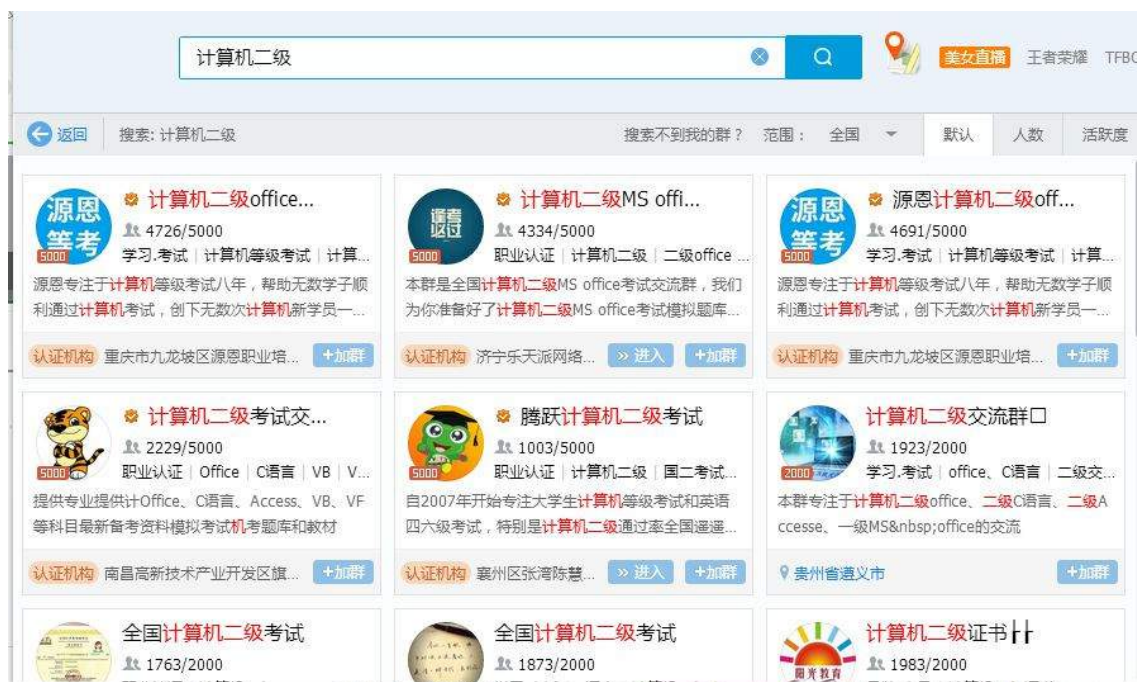 计算机二级
美女直播 王者荣耀 TFBO
返回 搜索: 计算机二级 搜索不到我的群? 范围: 全国 默认 人数 活跃度
源恩等考
5000
计算机二级office...
4726/5000
学习.考试 | 计算机等级考试 | 计算...
源恩专注于计算机等级考试八年，帮助无数学子顺
利通过计算机考试，创下无数次计算机新学员一...
认证机构 重庆市九龙坡区源恩职业培... +加群
5000
计算机二级MS offi...
4334/5000
职业认证 | 计算机二级 | 二级office ...
本群是全国计算机二级MS office考试交流群，我们
为你准备好了计算机二级MS office考试模拟题库...
认证机构 济宁乐天派网络... >> 进入 +加群
源恩等考
5000
源恩计算机二级off...
4691/5000
学习.考试 | 计算机等级考试 | 计算...
源恩专注于计算机等级考试八年，帮助无数学子顺
利通过计算机考试，创下无数次计算机新学员一...
认证机构 重庆市九龙坡区源恩职业培... +加群
5000
计算机二级考试交...
2229/5000
职业认证 | Office | C语言 | VB | V...
提供专业提供计Office、C语言、Access、VB、VF
等科目最新备考资料模拟考试机考题库和教材
认证机构 南昌高新技术产业开发区旗... +加群
5000
腾跃计算机二级考试
1003/5000
职业认证 | 计算机二级 | 国二考试...
自2007年开始专注大学生计算机等级考试和英语
四六级考试，特别是计算机二级通过率全国遥遥...
认证机构 襄州区张湾陈慧... >> 进入 +加群
2000
计算机二级交流群□
1923/2000
学习.考试 | office、C语言 | 二级交...
本群专注于计算机二级office、二级C语言、二级A
ccesse、一级MS&nbsp;office的交流
贵州省遵义市 +加群
全国计算机二级考试
1763/2000
全国计算机二级考试
1873/2000
阳光教育
计算机二级证书┟┟
1983/2000